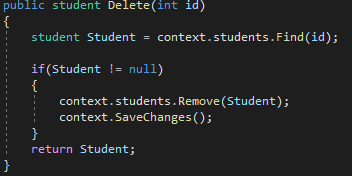 public student Delete(int id)
{
    student Student = context.students.Find(id);

    if(Student != null)
    {
        context.students.Remove(Student);
        context.SaveChanges();
    }
    return Student;
}